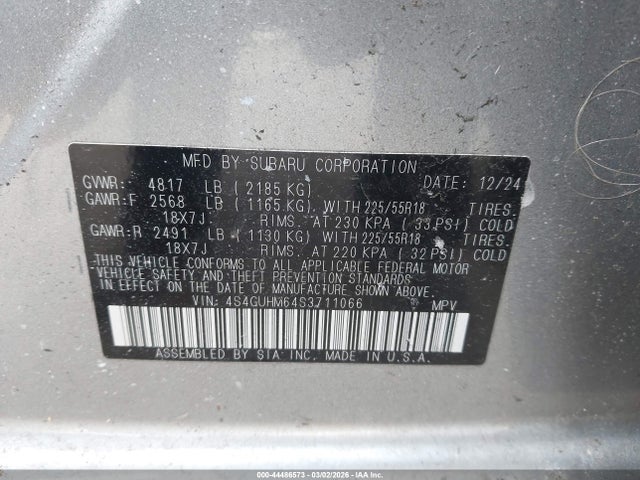 MFD BY SUBARU CORPORATION
GVWR: 4817 LB (2185 KG) DATE: 12/24
GAWR:F 2568 LB (1165 KG) WITH 225/55R18 TIRES.
18X7J RIMS. AT 230 KPA (33 PSI) COLD
GAWR:R 2491 LB (1130 KG) WITH 225/55R18 TIRES.
18X7J RIMS. AT 220 KPA (32 PSI) COLD
THIS VEHICLE CONFORMS TO ALL APPLICABLE FEDERAL MOTOR
VEHICLE SAFETY AND THEFT PREVENTION STANDARDS
IN EFFECT ON THE DATE OF MANUFACTURE SHOWN ABOVE.
VIN: 4S4GUHM64S3711066 MPV
ASSEMBLED BY SIA INC. MADE IN U.S.A.
000-44486573 - 03/02/2026 - IAAI.COM